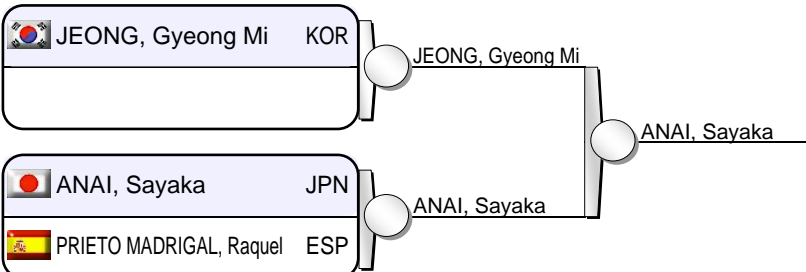 JEONG, Gyeong Mi KOR
JEONG, Gyeong Mi
ANAI, Sayaka
ANAI, Sayaka JPN
ANAI, Sayaka
PRIETO MADRIGAL, Raquel ESP